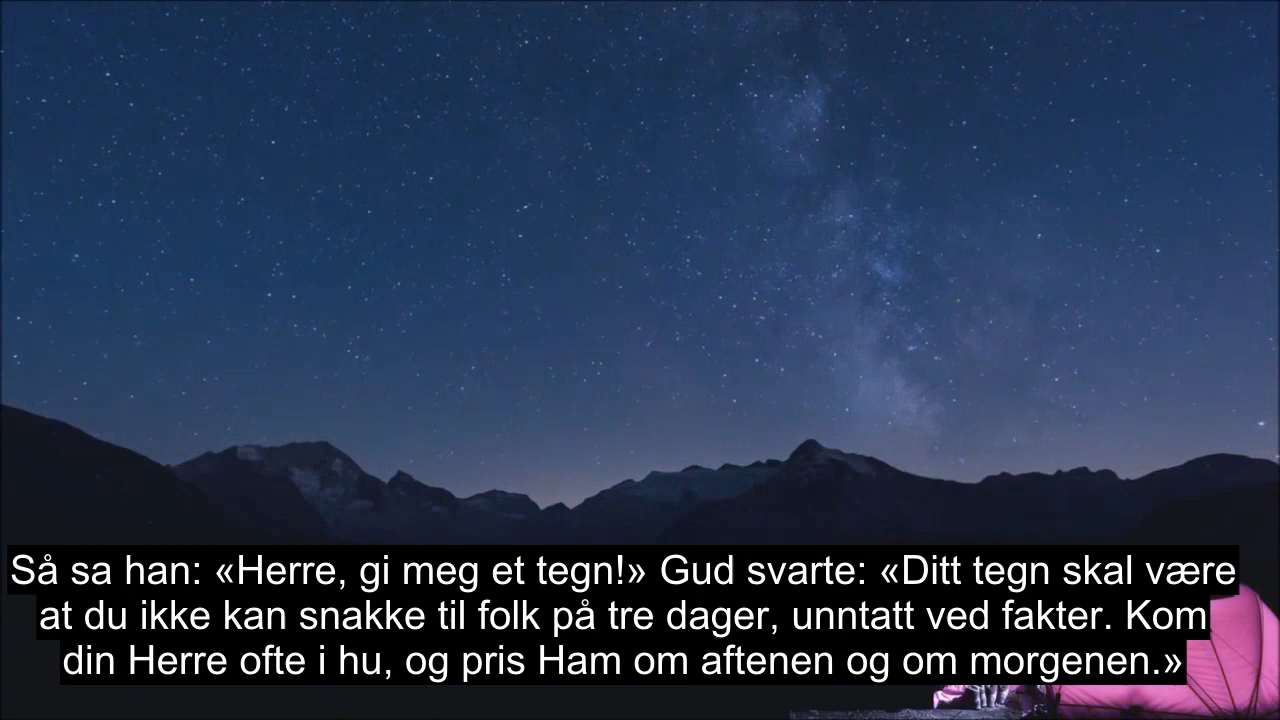 Så sa han: «Herre, gi meg et tegn!» Gud svarte: «Ditt tegn skal være
at du ikke kan snakke til folk på tre dager, unntatt ved fakter. Kom
din Herre ofte i hu, og pris Ham om aftenen og om morgenen.»